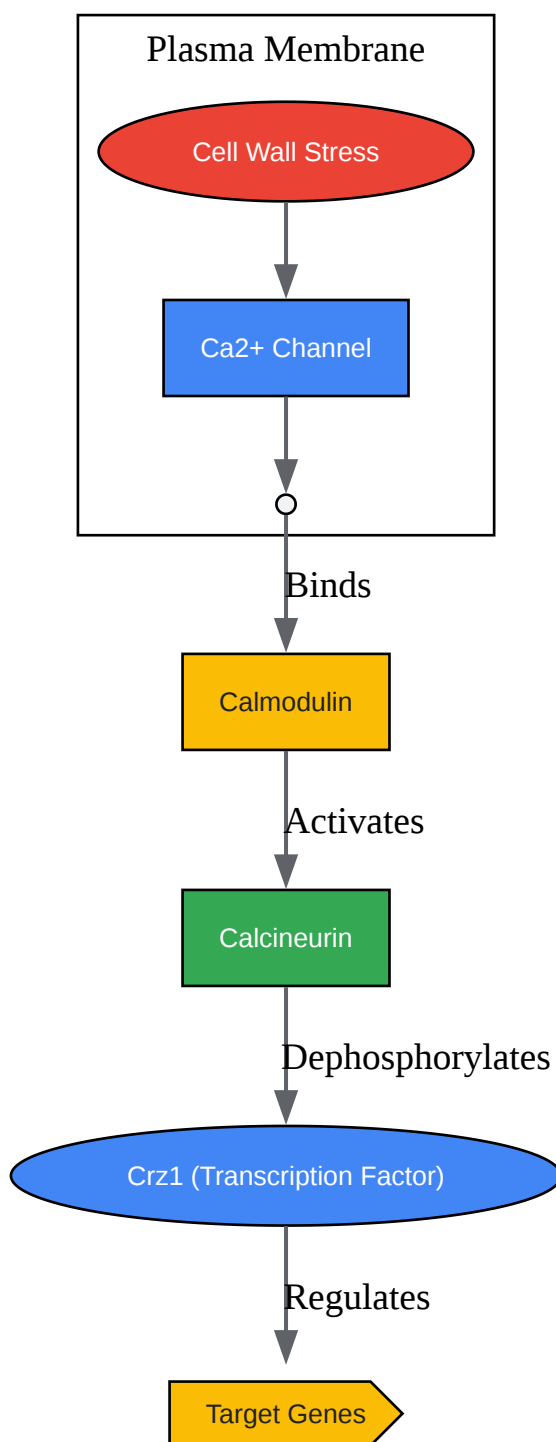 Plasma Membrane
Cell Wall Stress
Ca2+ Channel
Binds
Calmodulin
Activates
Calcineurin
Dephosphorylates
Crz1 (Transcription Factor)
Regulates
Target Genes